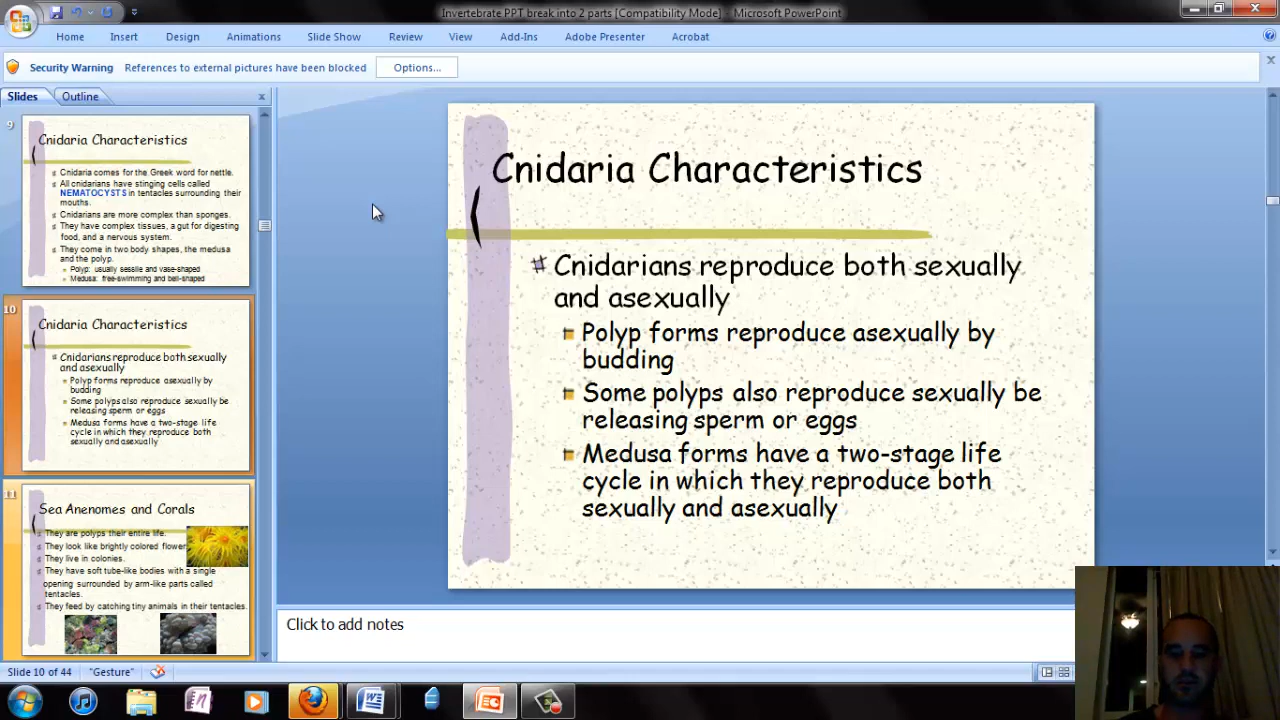 Invertebrate PPT break into 2 parts [Compatibility Mode] - Microsoft PowerPoint
Home Insert Design Animations Slide Show Review View Add-Ins Adobe Presenter Acrobat
Security Warning References to external pictures have been blocked Options...
Slides Outline
9
Cnidaria Characteristics
Cnidaria comes for the Greek word for nettle.
All cnidarians have stinging cells called
NEMATOCYSTS in tentacles surrounding their
mouths.
Cnidarians are more complex than sponges.
They have complex tissues, a gut for digesting
food, and a nervous system.
They come in two body shapes, the medusa
and the polyp.
Polyp: usually sessile and vase-shaped
Medusa: free-swimming and bell-shaped
10
Cnidaria Characteristics
Cnidarians reproduce both sexually
and asexually
Polyp forms reproduce asexually by
budding
Some polyps also reproduce sexually be
releasing sperm or eggs
Medusa forms have a two-stage life
cycle in which they reproduce both
sexually and asexually
11
Sea Anenomes and Corals
They are polyps their entire life.
They look like brightly colored flower
They live in colonies.
They have soft tube-like bodies with a single
opening surrounded by arm-like parts called
tentacles.
They feed by catching tiny animals in their tentacles.
Cnidaria Characteristics
Cnidarians reproduce both sexually
and asexually
Polyp forms reproduce asexually by
budding
Some polyps also reproduce sexually be
releasing sperm or eggs
Medusa forms have a two-stage life
cycle in which they reproduce both
sexually and asexually
Click to add notes
Slide 10 of 44 "Gesture"